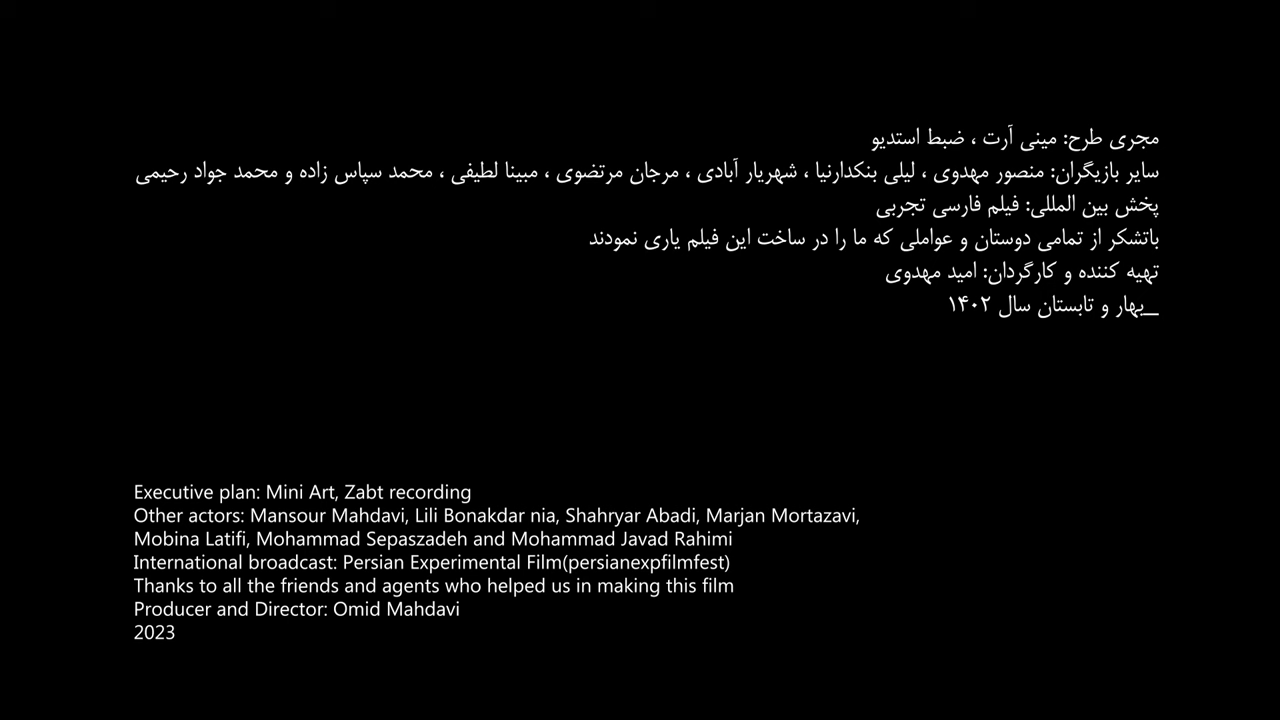 مجری طرح: مینی آرت ، ضبط استدیو
سایر بازیگران: منصور مهدوی ، لیلی بنکدارنیا ، شهریار آبادی ، مرجان مرتضوی ، مبینا لطیفی ، محمد سپاس زاده و محمد جواد رحیمی
پخش بین المللی: فیلم فارسی تجربی
باتشکر از تمامی دوستان و عواملی که ما را در ساخت این فیلم یاری نمودند
تهیه کننده و کارگردان: امید مهدوی
_بهار و تابستان سال ۱۴۰۲
Executive plan: Mini Art, Zabt recording
Other actors: Mansour Mahdavi, Lili Bonakdar nia, Shahryar Abadi, Marjan Mortazavi,
Mobina Latifi, Mohammad Sepaszadeh and Mohammad Javad Rahimi
International broadcast: Persian Experimental Film(persianexpfilmfest)
Thanks to all the friends and agents who helped us in making this film
Producer and Director: Omid Mahdavi
2023